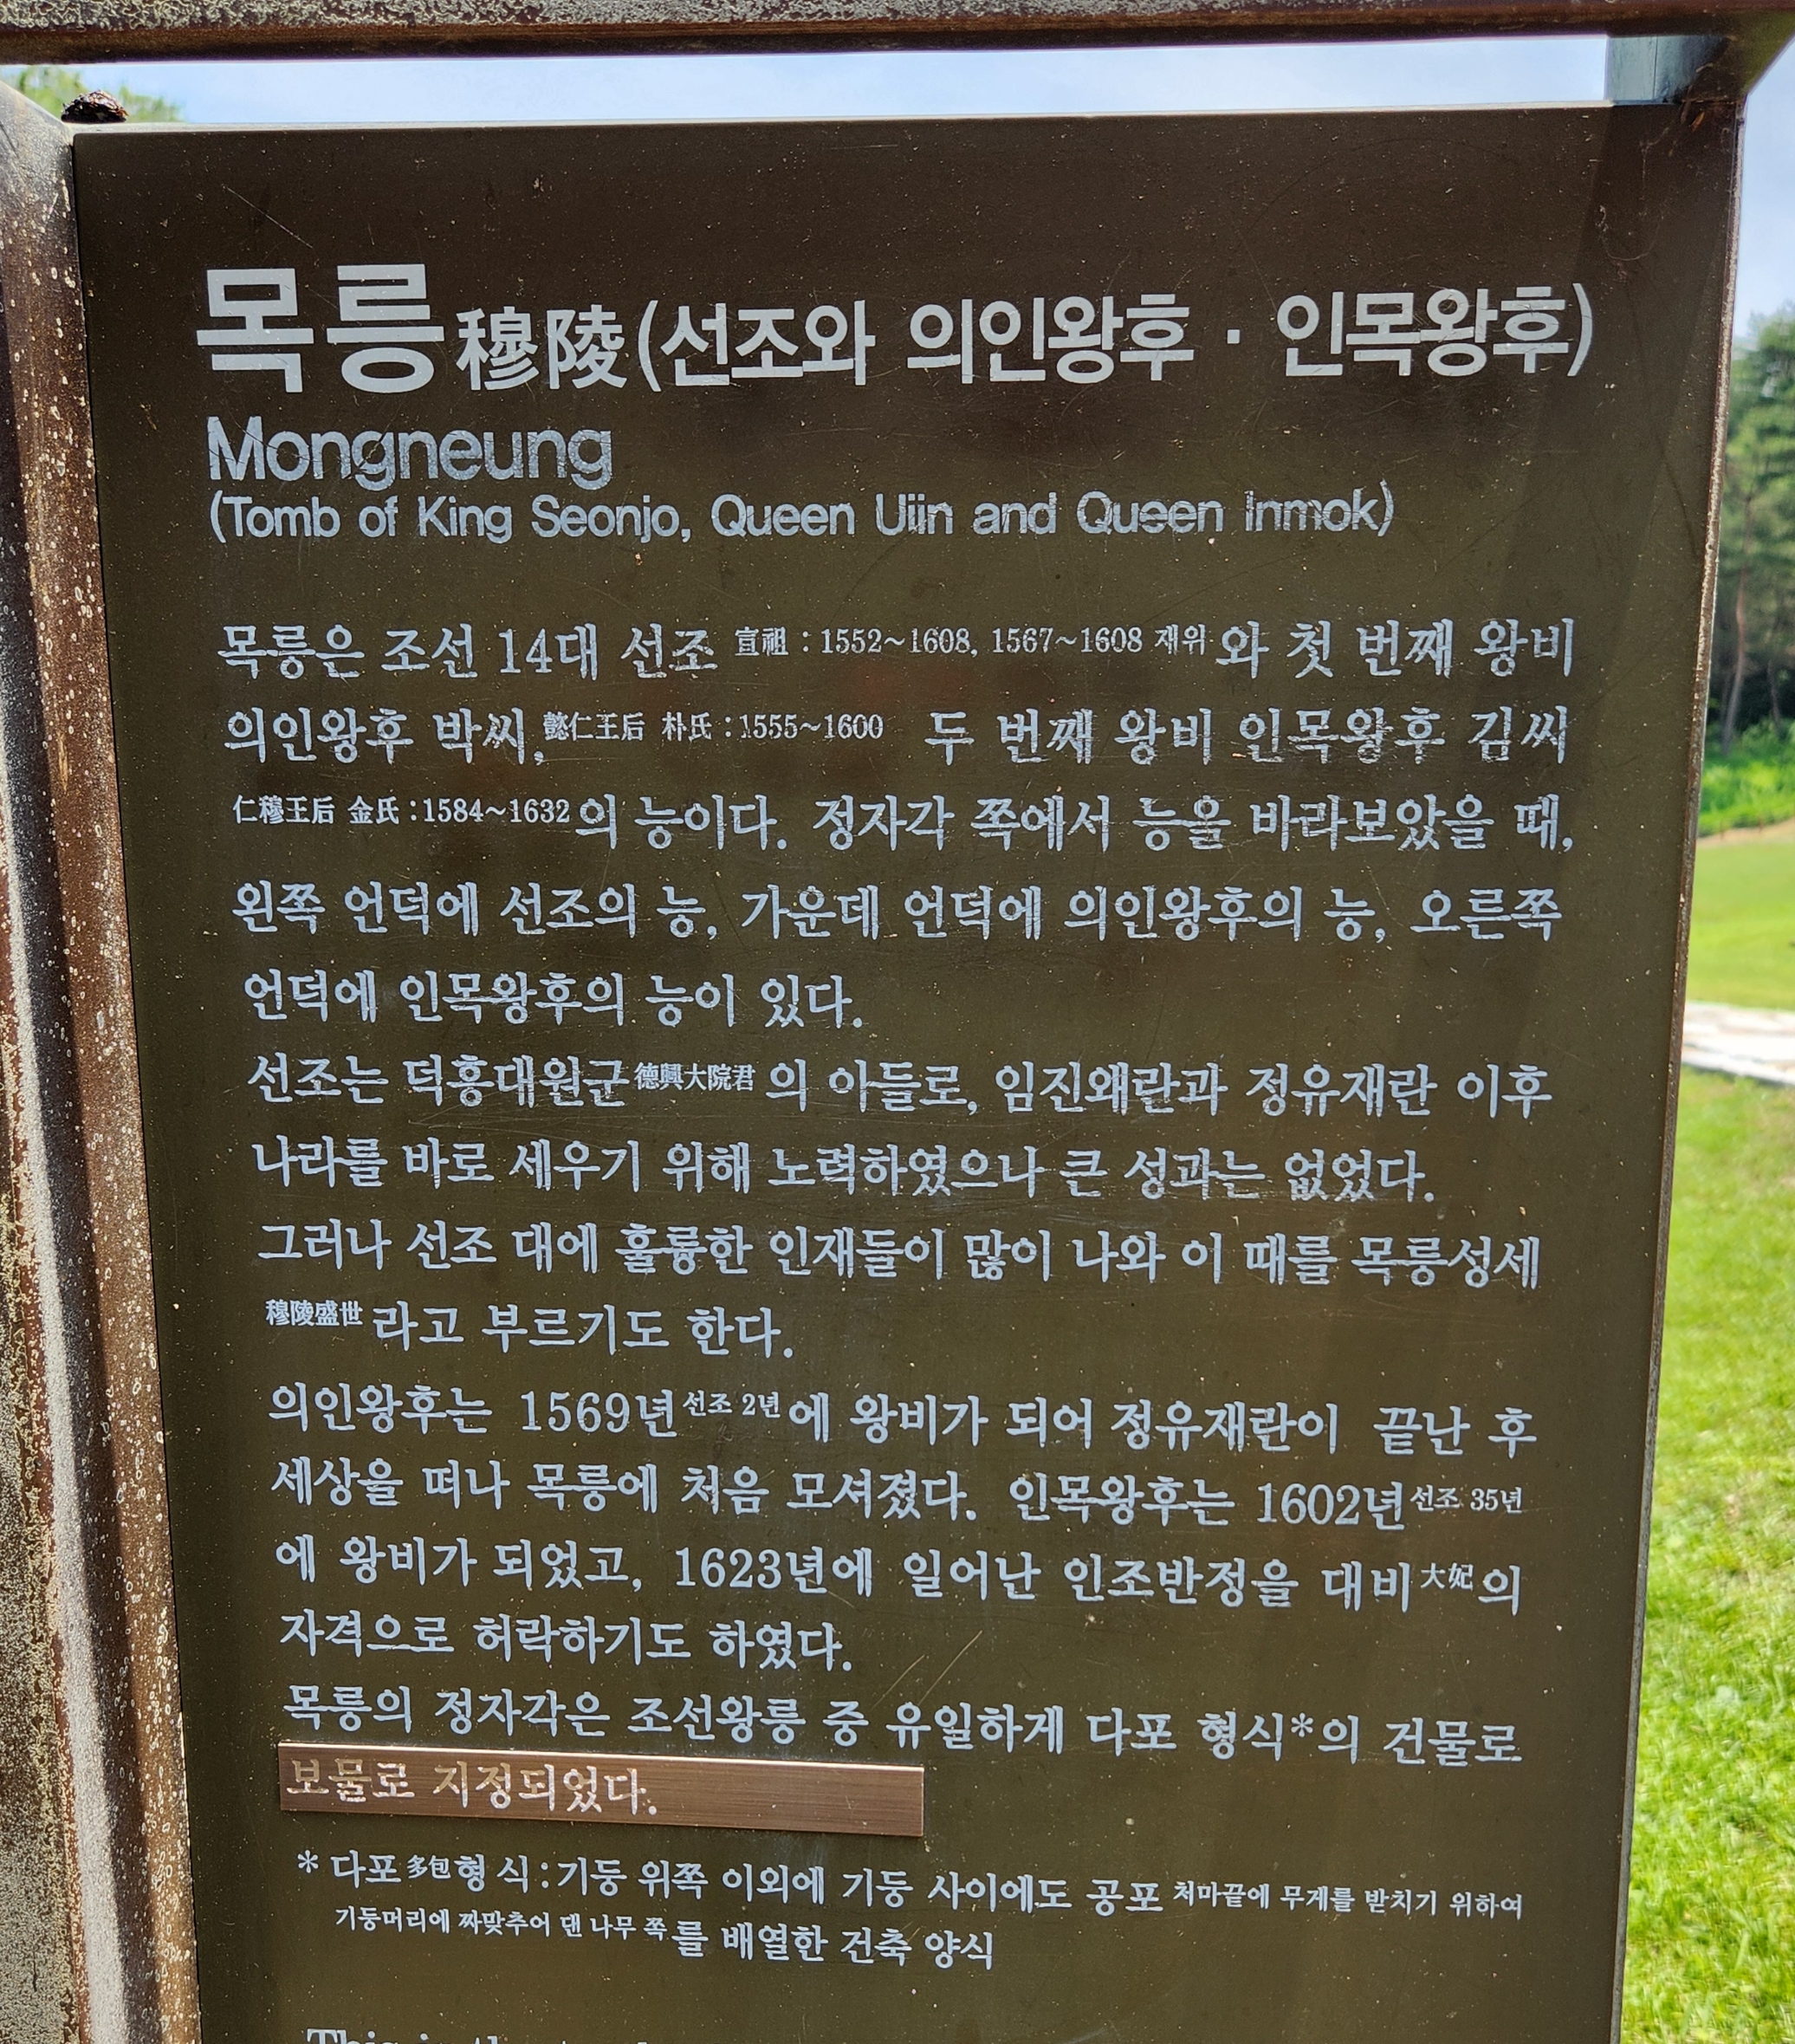 목릉 穆陵 (선조와 의인왕후 · 인목왕후)
Mongneung
(Tomb of King Seonjo, Queen Uiin and Queen Inmok)
목릉은 조선 14대 선조 宣祖 : 1552~1608, 1567~1608 재위 와 첫 번째 왕비
의인왕후 박씨, 懿仁王后 朴氏 : 1555~1600 두 번째 왕비 인목왕후 김씨
仁穆王后 金氏 : 1584~1632 의 능이다. 정자각 쪽에서 능을 바라보았을 때,
왼쪽 언덕에 선조의 능, 가운데 언덕에 의인왕후의 능, 오른쪽
언덕에 인목왕후의 능이 있다.
선조는 덕흥대원군 德興大院君 의 아들로, 임진왜란과 정유재란 이후
나라를 바로 세우기 위해 노력하였으나 큰 성과는 없었다.
그러나 선조 대에 훌륭한 인재들이 많이 나와 이 때를 목릉성세
穆陵盛世 라고 부르기도 한다.
의인왕후는 1569년 선조 2년 에 왕비가 되어 정유재란이 끝난 후
세상을 떠나 목릉에 처음 모셔졌다. 인목왕후는 1602년 선조 35년
에 왕비가 되었고, 1623년에 일어난 인조반정을 대비 大妃 의
자격으로 허락하기도 하였다.
목릉의 정자각은 조선왕릉 중 유일하게 다포 형식*의 건물로
보물로 지정되었다.
* 다포 多包 형 식 : 기둥 위쪽 이외에 기둥 사이에도 공포 처마끝에 무게를 받치기 위하여
기둥머리에 짜맞추어 댄 나무 쪽 를 배열한 건축 양식
This is the